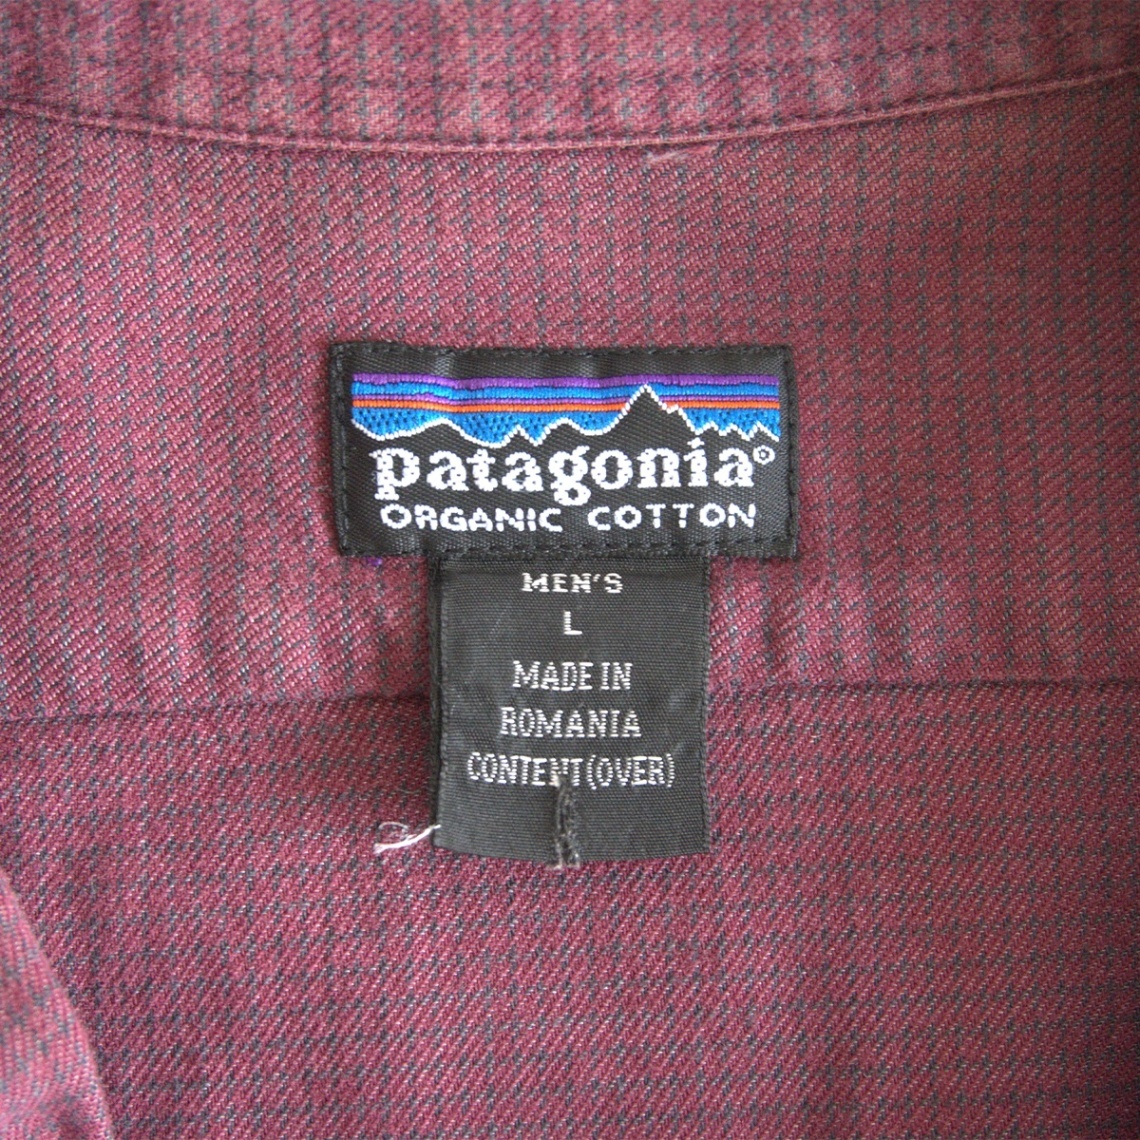 patagonia®
ORGANIC COTTON
MEN'S
L
MADE IN
ROMANIA
CONTENT(OVER)